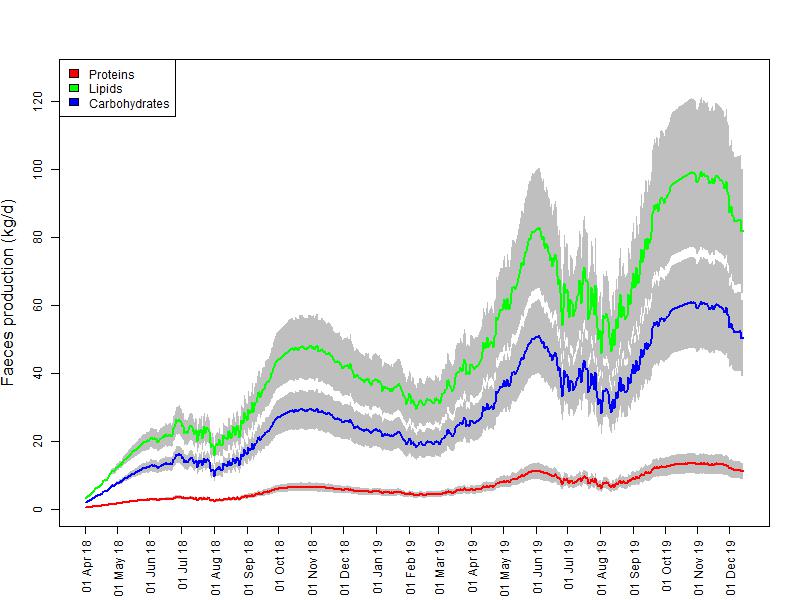 Proteins
Lipids
Carbohydrates
Faeces production (kg/d)
120
100
80
60
40
20
0
01 Apr 18
01 May 18
01 Jun 18
01 Jul 18
01 Aug 18
01 Sep 18
01 Oct 18
01 Nov 18
01 Dec 18
01 Jan 19
01 Feb 19
01 Mar 19
01 Apr 19
01 May 19
01 Jun 19
01 Jul 19
01 Aug 19
01 Sep 19
01 Oct 19
01 Nov 19
01 Dec 19